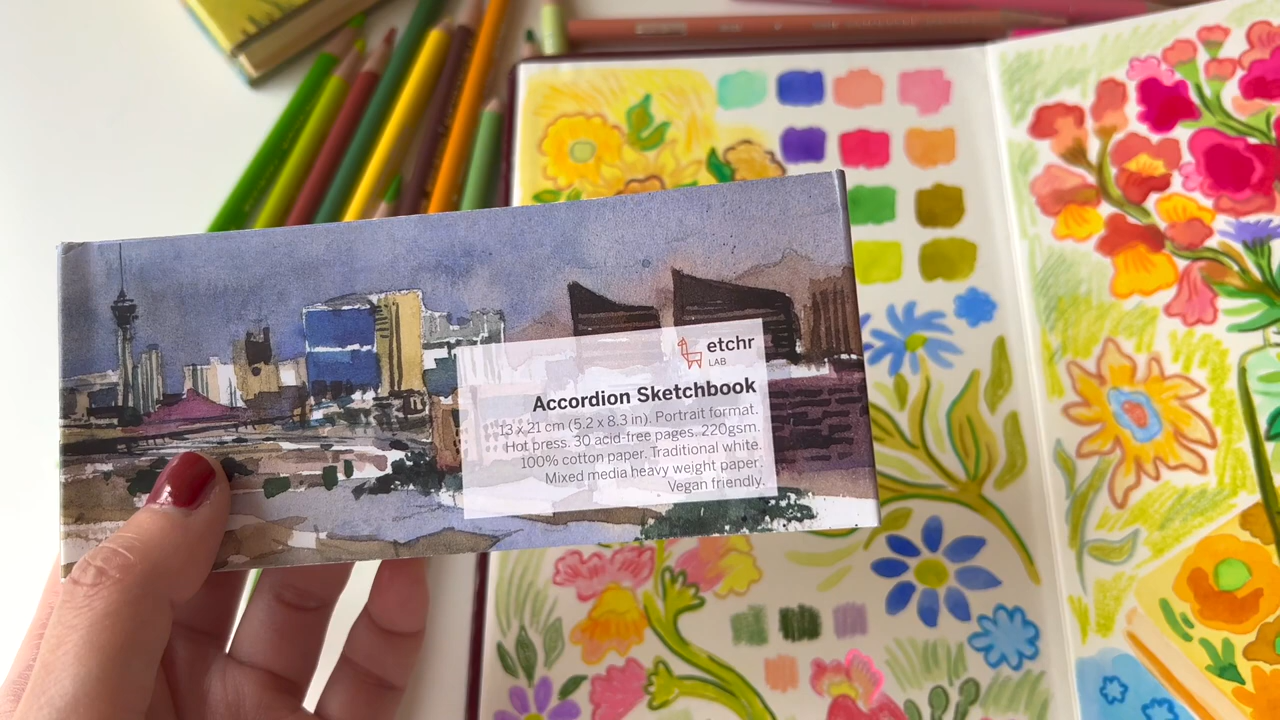 etchr
LAB
Accordion Sketchbook
13 x 21 cm (5.2 x 8.3 in). Portrait format.
Hot press. 30 acid-free pages. 220gsm.
100% cotton paper. Traditional white.
Mixed media heavy weight paper.
Vegan friendly.